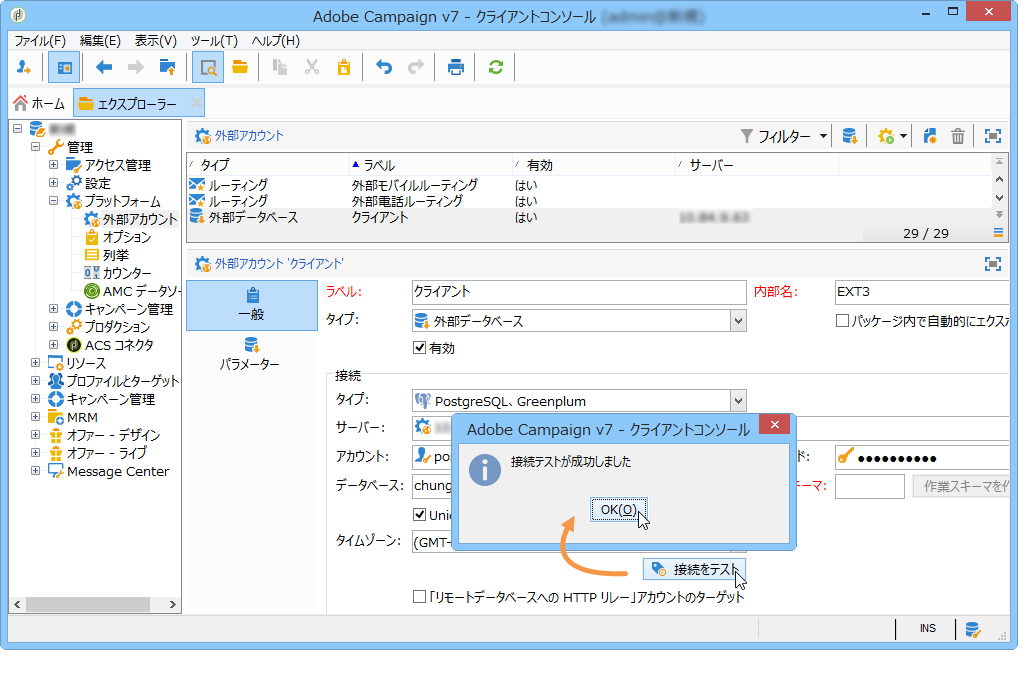 Adobe Campaign v7 - クライアントコンソール
ファイル(F) 編集(E) 表示(V) ツール(T) ヘルプ(H)
ホーム エクスプローラー
管理
アクセス管理
設定
プラットフォーム
外部アカウント
オプション
列挙
カウンター
AMC データソ
キャンペーン管理
プロダクション
ACS コネクタ
リソース
プロファイルとターゲット
キャンペーン管理
MRM
オファー - デザイン
オファー - ライブ
Message Center
外部アカウント フィルター
タイプ ラベル 有効 サーバー
ルーティング 外部モバイルルーティング はい
ルーティング 外部電話ルーティング はい
外部データベース クライアント はい
29 / 29
外部アカウント 'クライアント'
一般
パラメーター
ラベル: クライアント 内部名: EXT3
タイプ: 外部データベース パッケージ内で自動的にエクスポ
有効
接続
タイプ: PostgreSQL、Greenplum
サーバー:
アカウント: pos ド: ●●●●●●●●●●
データベース: chung キーマ: 作業スキーマを作
Unic
タイムゾーン: (GMT-
接続をテスト
「リモートデータベースへの HTTP リレー」アカウントのターゲット
Adobe Campaign v7 - クライアントコンソール
接続テストが成功しました
OK(O)
INS